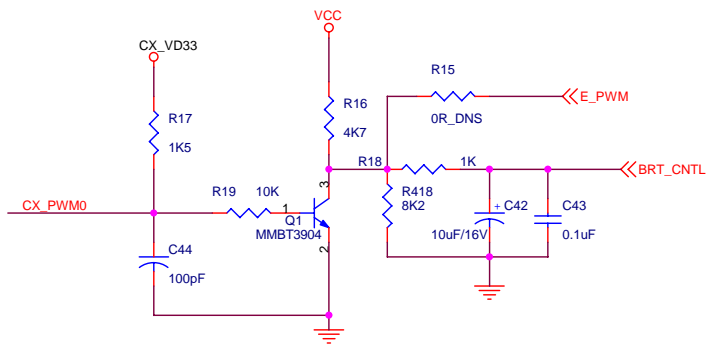 VCC
CX_VD33
R15
E_PWM
0R_DNS
R16
4K7
R17
1K5
R18
1K
BRT_CNTL
R19
10K
3
R418
8K2
CX_PWM0
1
Q1
MMBT3904
+
C42
10uF/16V
C43
0.1uF
2
C44
100pF